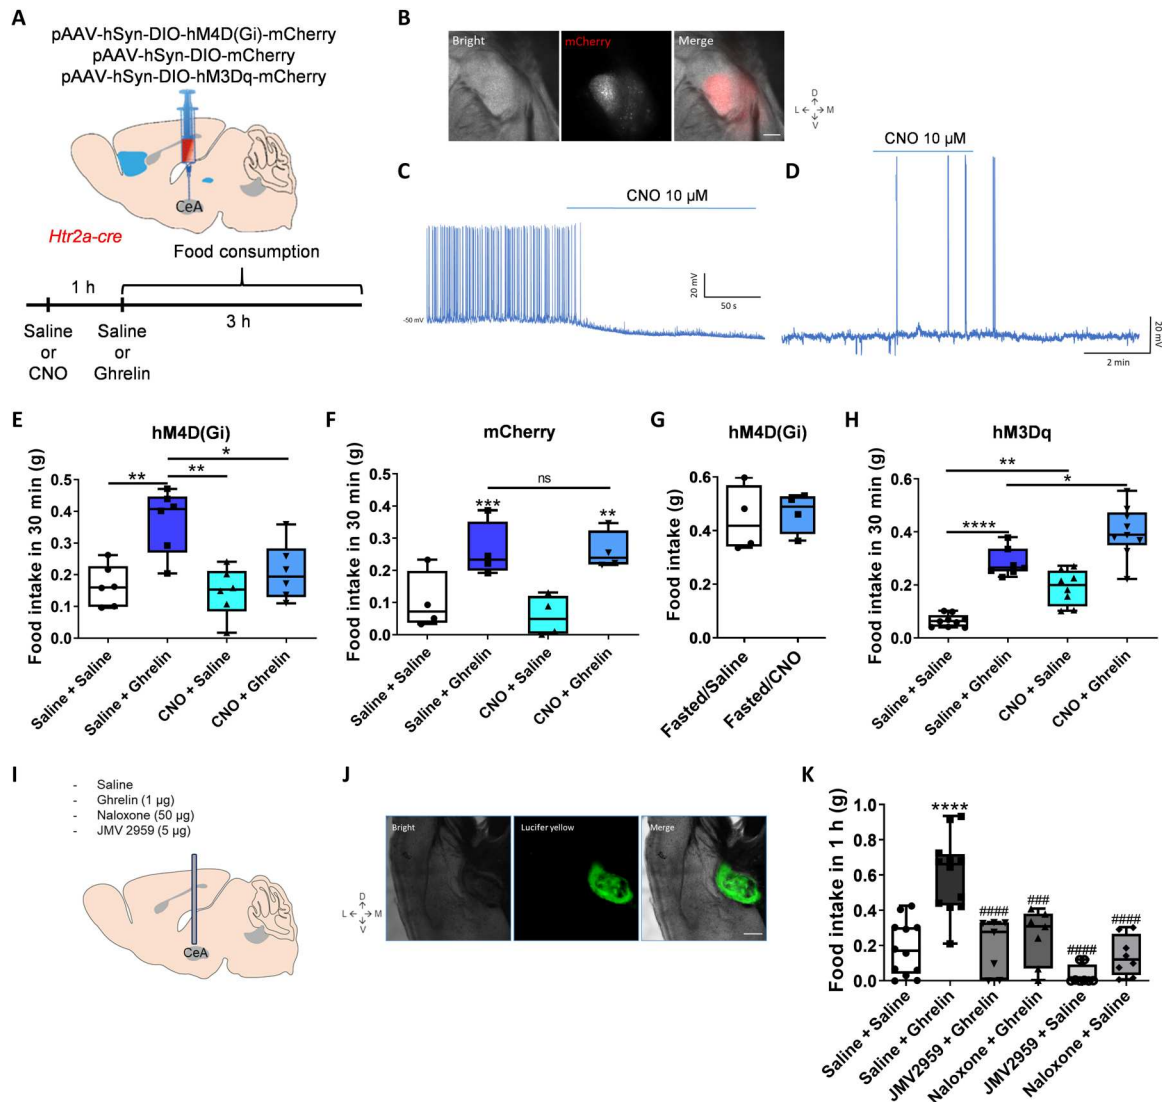 A
pAAV-hSyn-DIO-hM4D(Gi)-mCherry
pAAV-hSyn-DIO-mCherry
pAAV-hSyn-DIO-hM3Dq-mCherry
CeA
Htr2a-cre
Food consumption
1 h
3 h
Saline
or
CNO
Saline
or
Ghrelin
B
Bright
mCherry
Merge
D
L
M
V
C
CNO 10 µM
20 mV
50 s
-50 mV
D
CNO 10 µM
20 mV
2 min
E
hM4D(Gi)
Food intake in 30 min (g)
0.5
0.4
0.3
0.2
0.1
0.0
**
**
*
Saline + Saline
Saline + Ghrelin
CNO + Saline
CNO + Ghrelin
F
mCherry
Food intake in 30 min (g)
0.5
0.4
0.3
0.2
0.1
0.0
ns
***
**
Saline + Saline
Saline + Ghrelin
CNO + Saline
CNO + Ghrelin
G
hM4D(Gi)
Food intake (g)
0.6
0.4
0.2
0.0
Fasted/Saline
Fasted/CNO
H
hM3Dq
Food intake in 30 min (g)
0.6
0.4
0.2
0.0
**
*
****
Saline + Saline
Saline + Ghrelin
CNO + Saline
CNO + Ghrelin
I
- Saline
- Ghrelin (1 µg)
- Naloxone (50 µg)
- JMV 2959 (5 µg)
CeA
J
Bright
Lucifer yellow
Merge
D
L
M
V
K
Food intake in 1 h (g)
1.0
0.8
0.6
0.4
0.2
0.0
****
####
###
####
####
Saline + Saline
Saline + Ghrelin
JMV2959 + Ghrelin
Naloxone + Ghrelin
JMV2959 + Saline
Naloxone + Saline